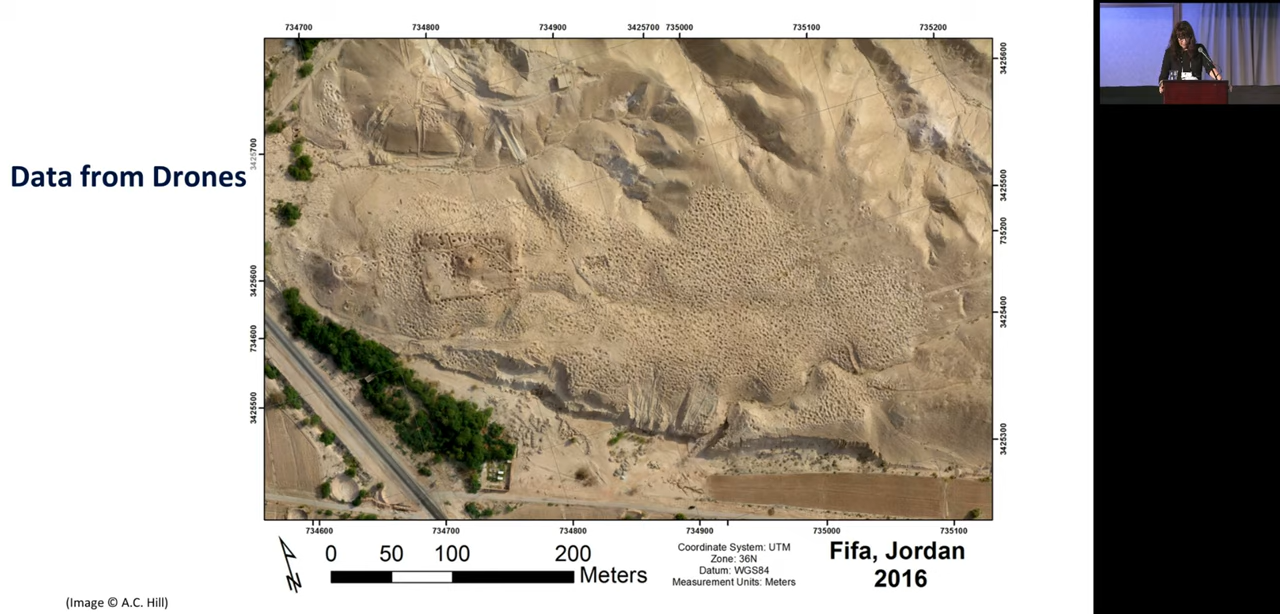 734700 734800 734900 3425700 735000 735100 735200
3425600
3425700
Data from Drones
3425500
735200
3425600
3425400
734600
3425500
3425300
734600 734700 734800 734900 735000 735100
0 50 100 200
Meters
Coordinate System: UTM
Zone: 36N
Datum: WGS84
Measurement Units: Meters
Fifa, Jordan
2016
N
(Image © A.C. Hill)